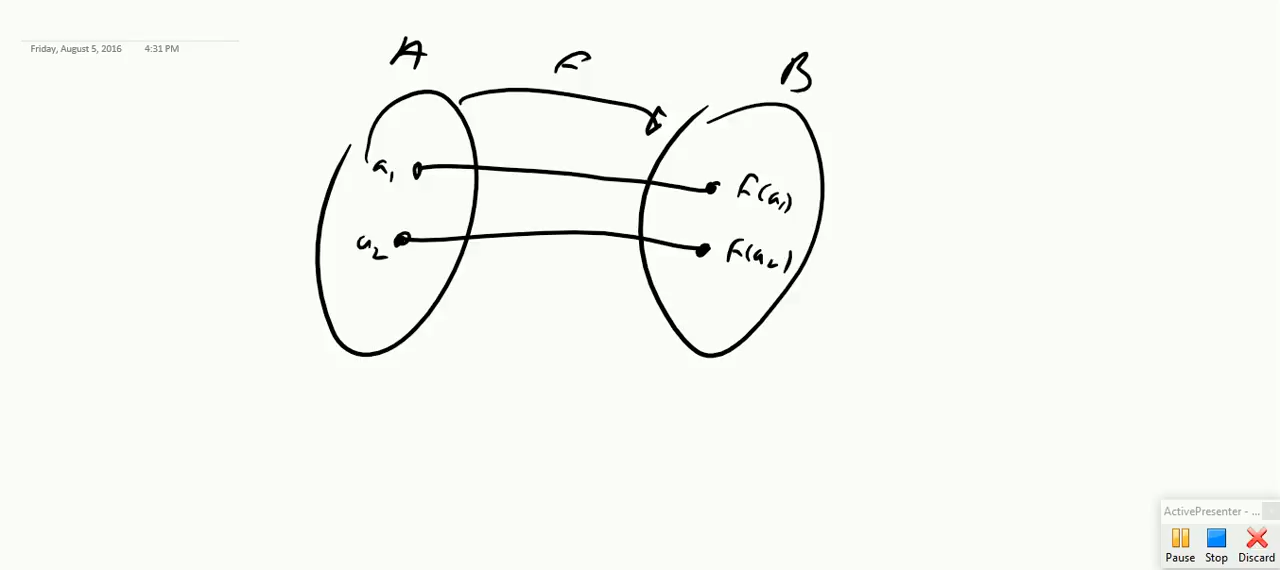 Friday, August 5, 2016 4:31 PM
A F B
a₁ F(a₁)
a₂ F(a₂)
ActivePresenter - ...
Pause Stop Discard